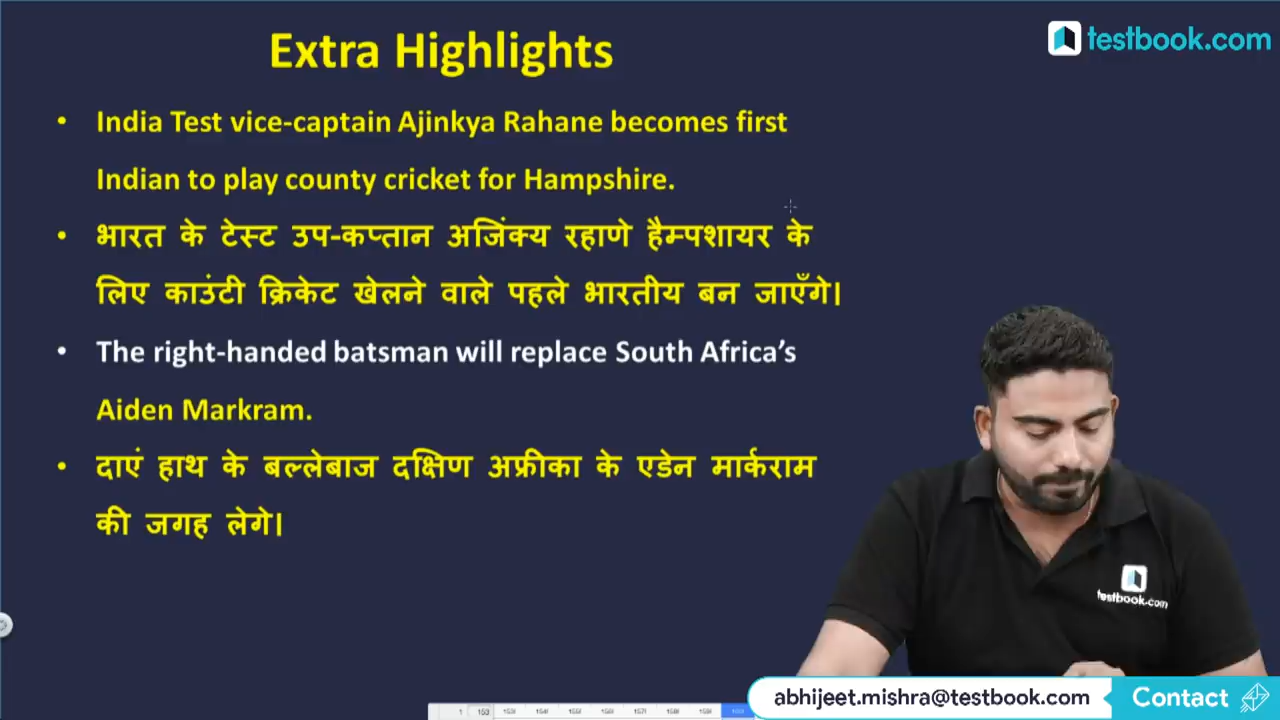 Extra Highlights
testbook.com
• India Test vice-captain Ajinkya Rahane becomes first
Indian to play county cricket for Hampshire.
• भारत के टेस्ट उप-कप्तान अजिंक्य रहाणे हैम्पशायर के
लिए काउंटी क्रिकेट खेलने वाले पहले भारतीय बन जाएँगे।
• The right-handed batsman will replace South Africa’s
Aiden Markram.
• दाएं हाथ के बल्लेबाज दक्षिण अफ्रीका के एडेन मार्कराम
की जगह लेगे।
testbook.com
abhijeet.mishra@testbook.com
Contact